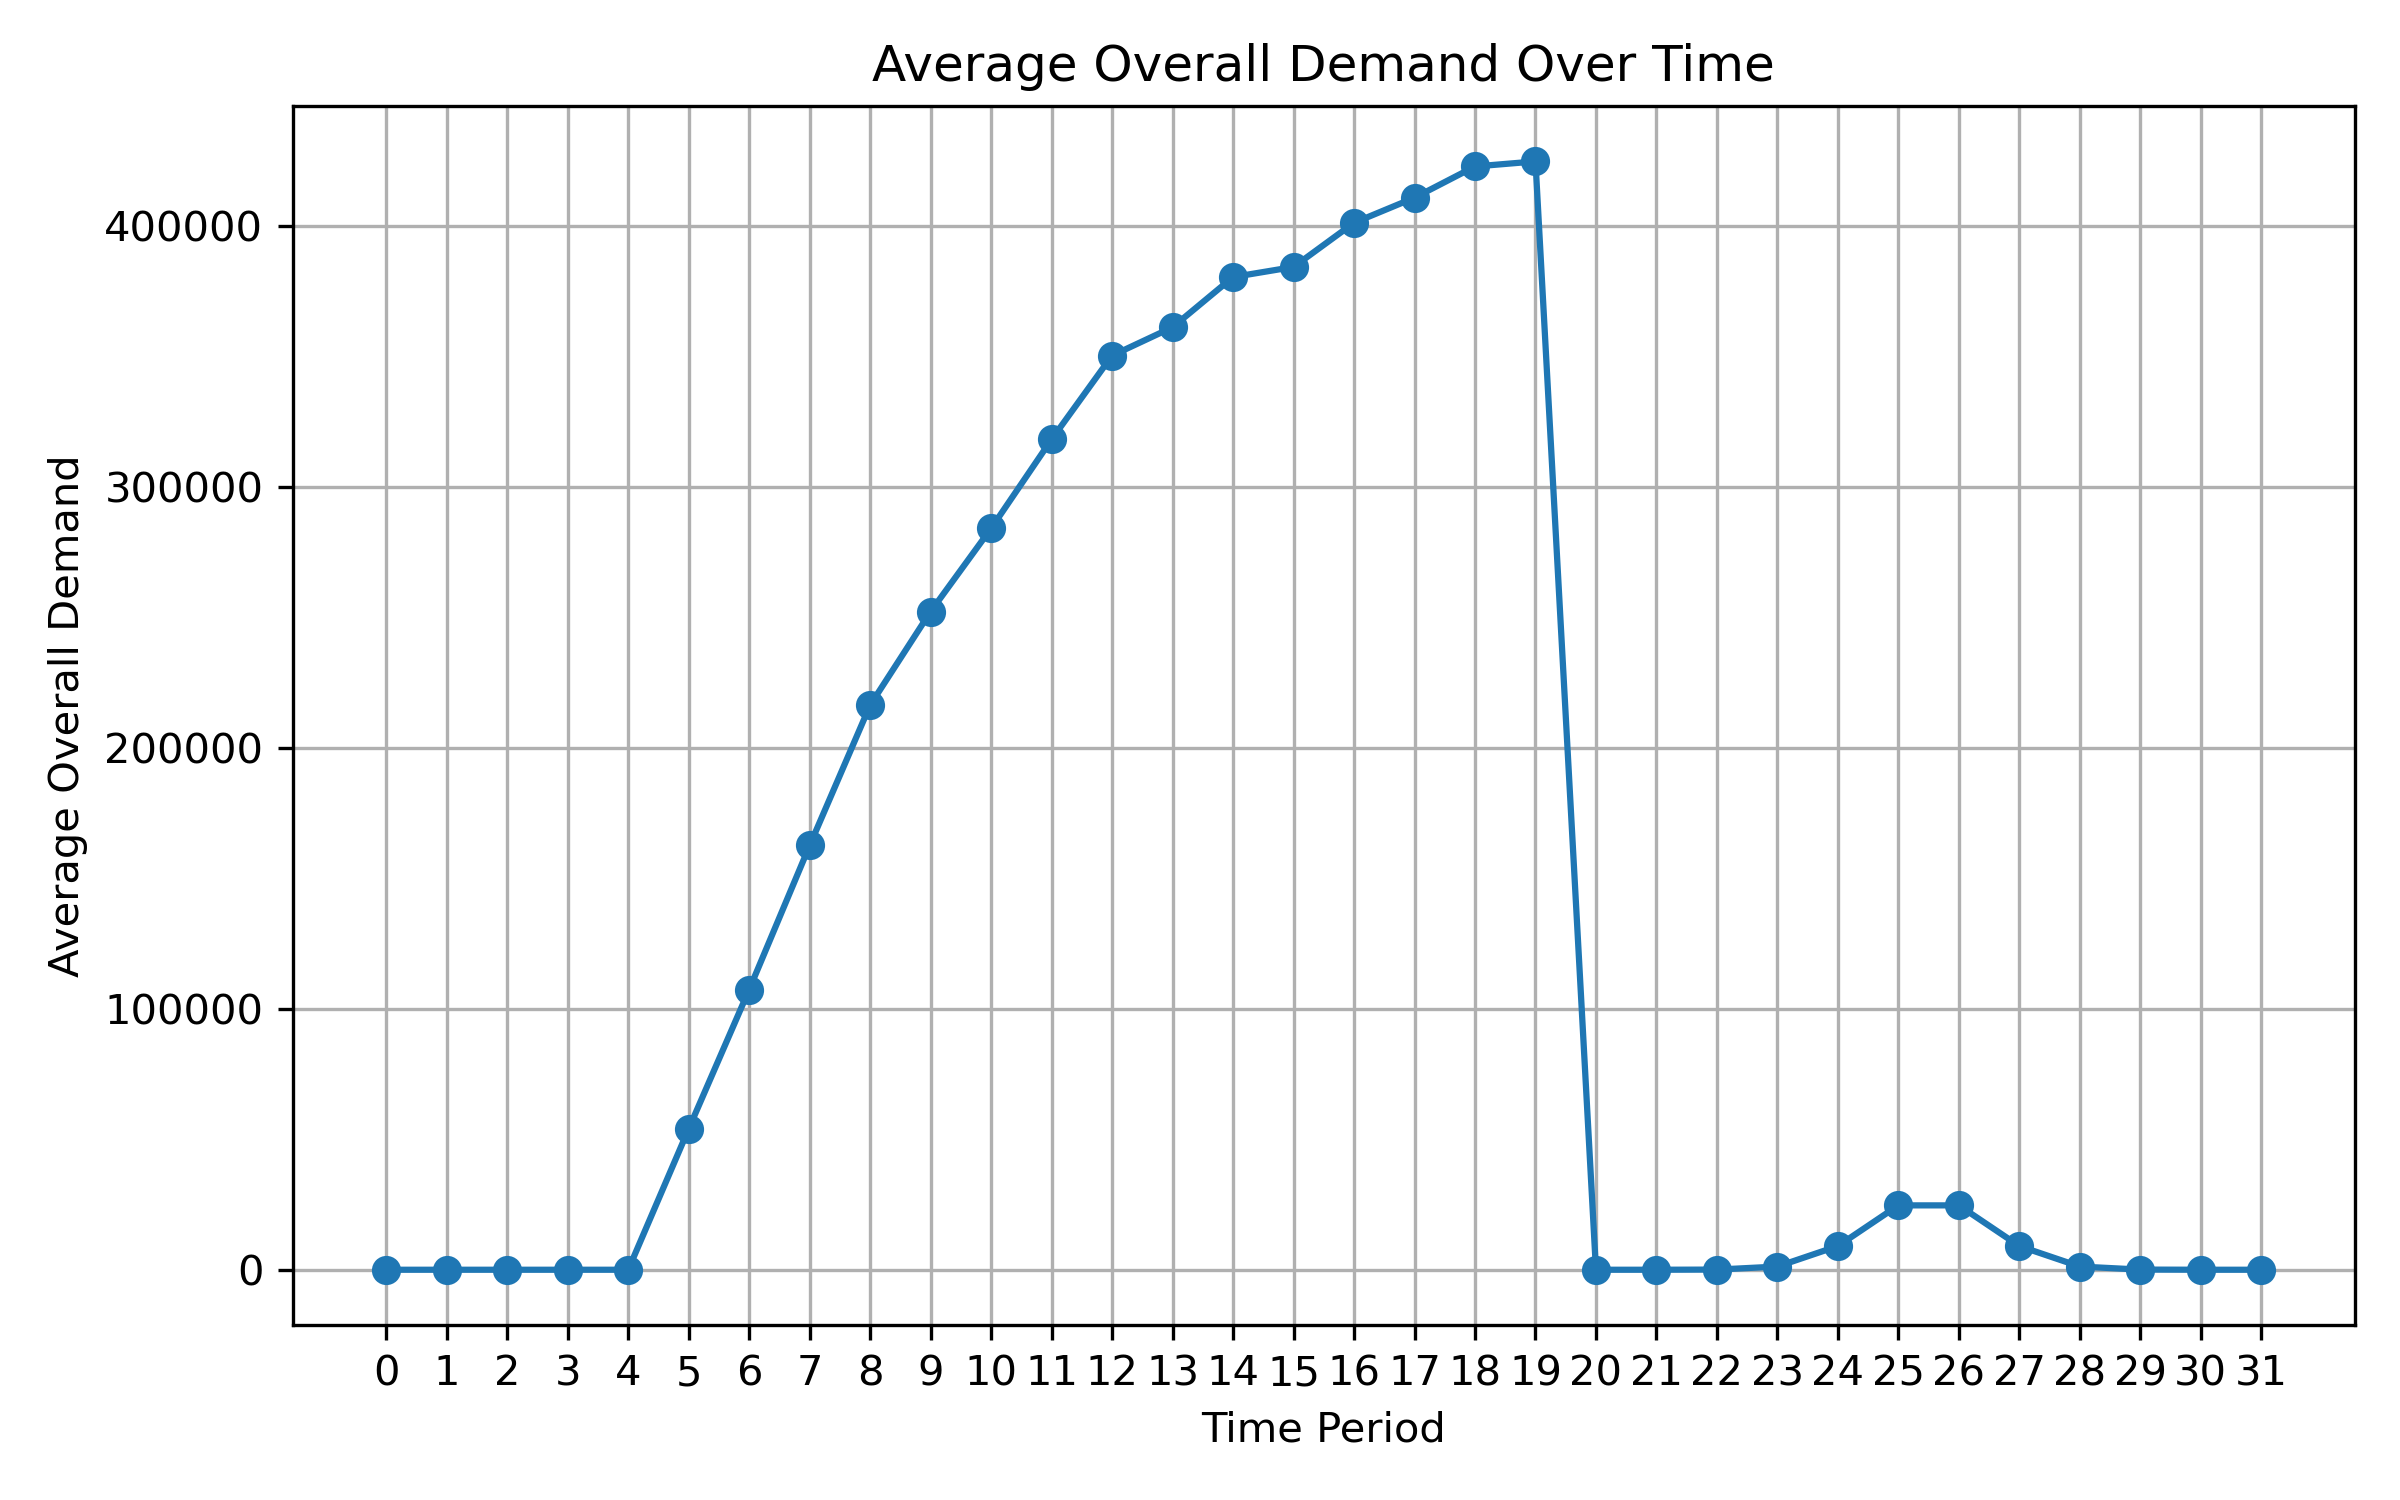 Average Overall Demand Over Time
Average Overall Demand
400000
300000
200000
100000
0
0 1 2 3 4 5 6 7 8 9 10 11 12 13 14 15 16 17 18 19 20 21 22 23 24 25 26 27 28 29 30 31
Time Period